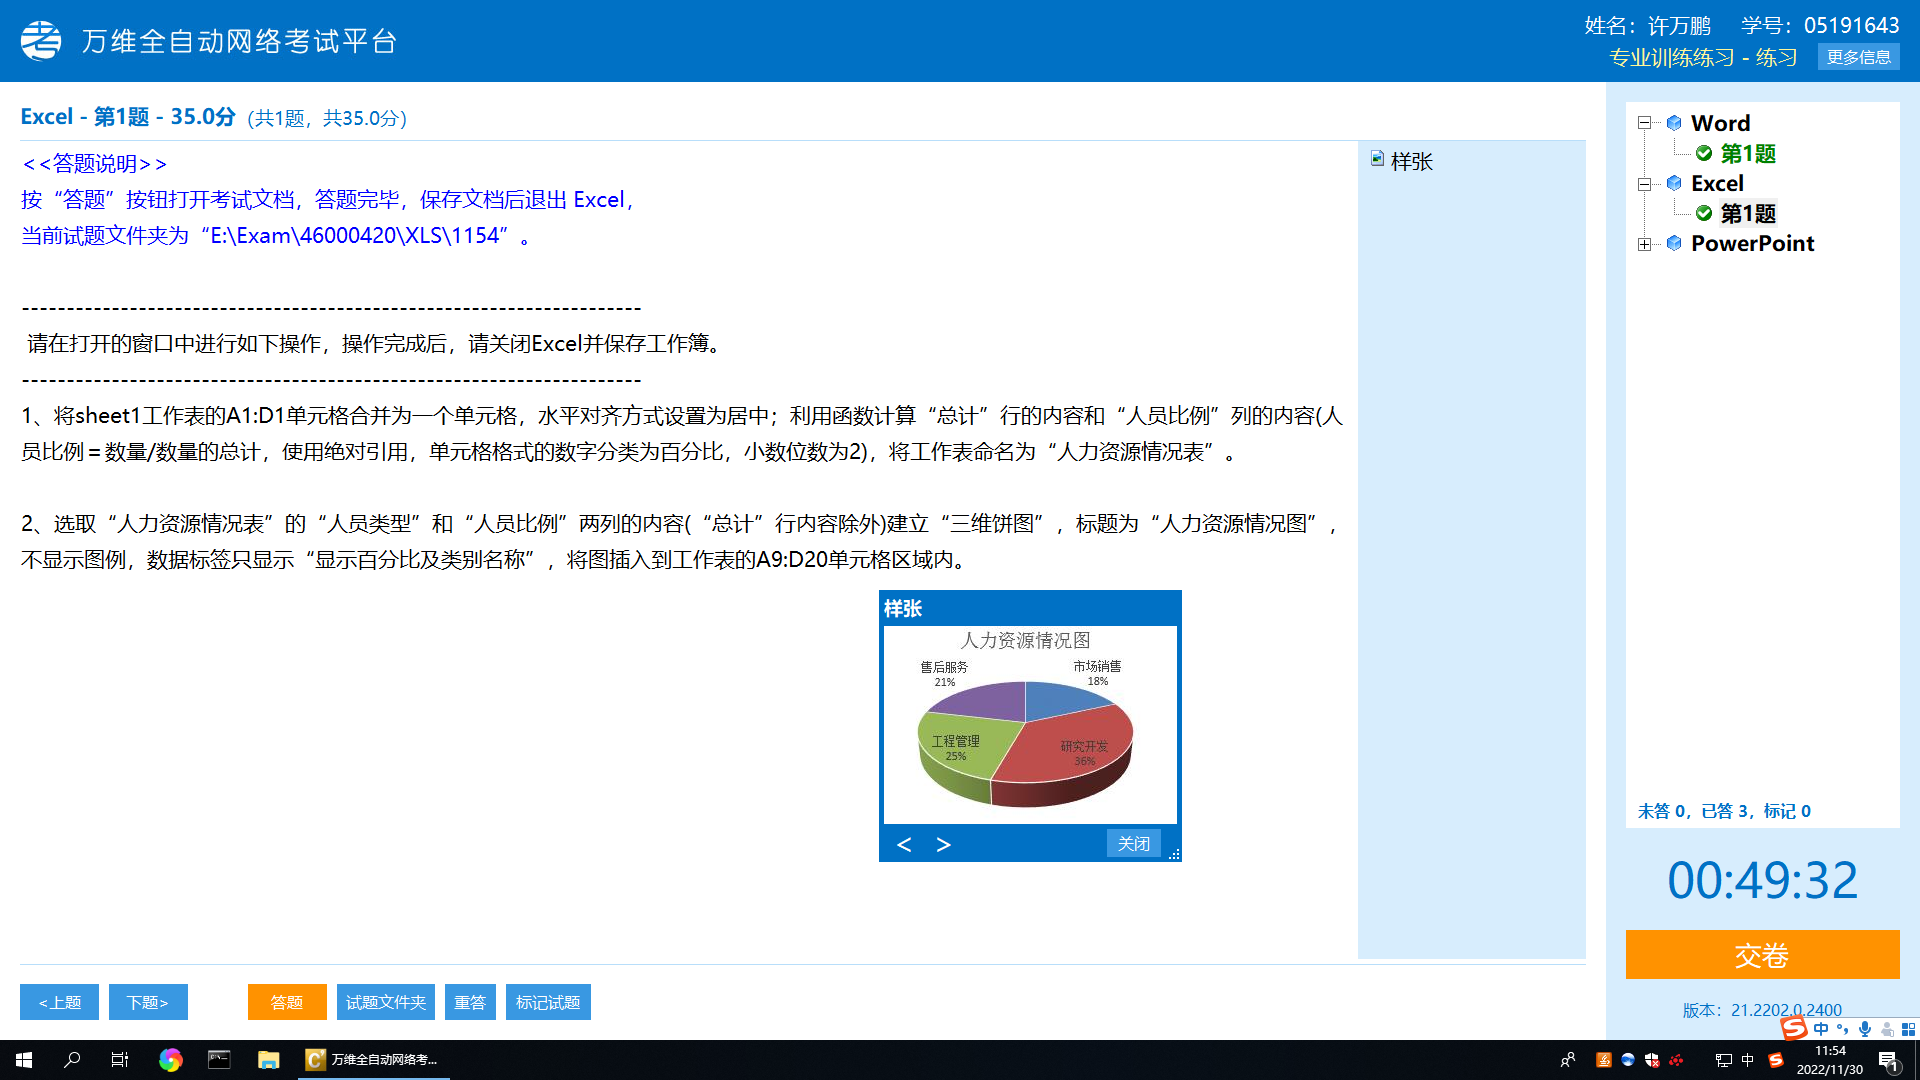 万维全自动网络考试平台
姓名：许万鹏 学号：05191643
专业训练练习 - 练习 更多信息
Excel - 第1题 - 35.0分 (共1题，共35.0分)
<<答题说明>>
按“答题”按钮打开考试文档，答题完毕，保存文档后退出 Excel，
当前试题文件夹为“E:\Exam\46000420\XLS\1154”。
---------------------------------------------------------------------
请在打开的窗口中进行如下操作，操作完成后，请关闭Excel并保存工作簿。
---------------------------------------------------------------------
1、将sheet1工作表的A1:D1单元格合并为一个单元格，水平对齐方式设置为居中；利用函数计算“总计”行的内容和“人员比例”列的内容(人
员比例＝数量/数量的总计，使用绝对引用，单元格格式的数字分类为百分比，小数位数为2)，将工作表命名为“人力资源情况表”。
2、选取“人力资源情况表”的“人员类型”和“人员比例”两列的内容(“总计”行内容除外)建立“三维饼图”，标题为“人力资源情况图”，
不显示图例，数据标签只显示“显示百分比及类别名称”，将图插入到工作表的A9:D20单元格区域内。
样张
人力资源情况图
售后服务
21%
市场销售
18%
工程管理
25%
研究开发
36%
< >
关闭
样张
Word
第1题
Excel
第1题
PowerPoint
未答 0，已答 3，标记 0
00:49:32
交卷
版本：21.2202.0.2400
<上题
下题>
答题
试题文件夹
重答
标记试题
中
万维全自动网络考...
中
11:54
2022/11/30
1